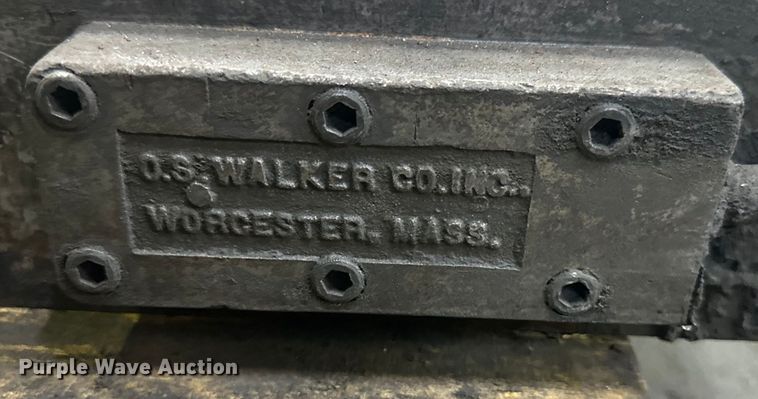 O.S. WALKER CO. INC.
WORCESTER. MASS.
Purple Wave Auction